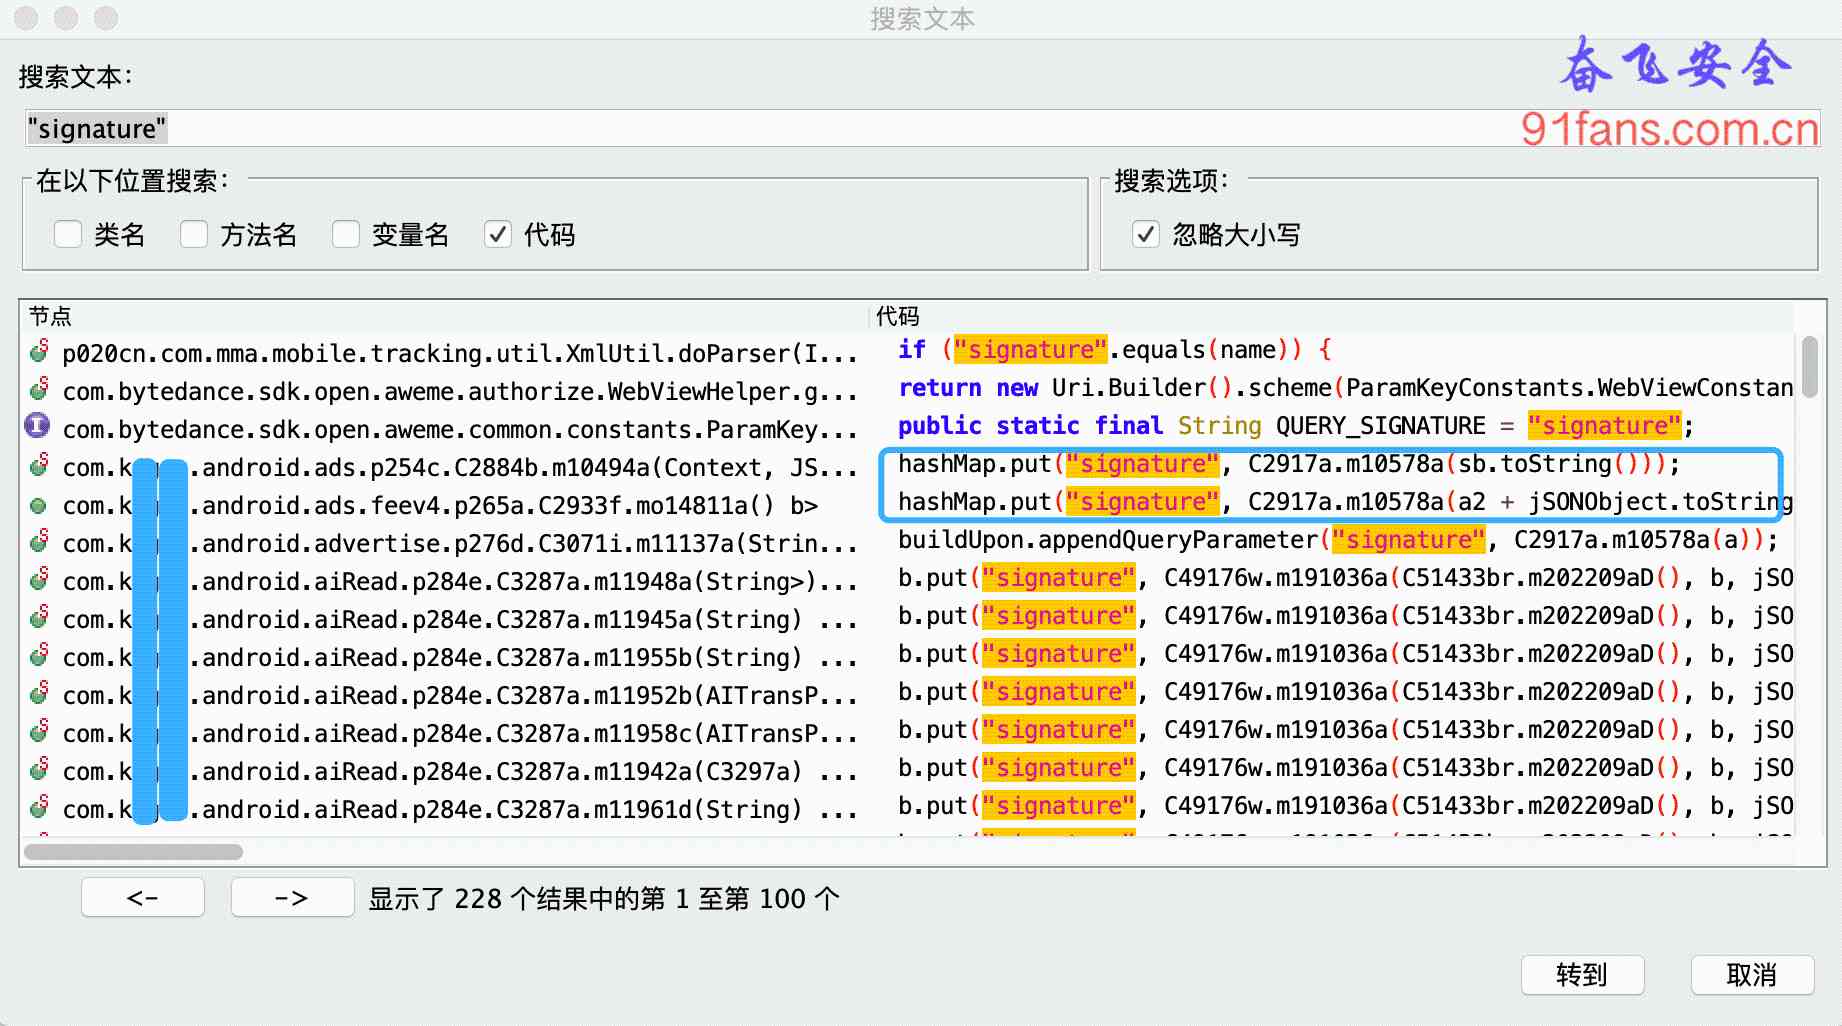 搜索文本
奋飞安全
搜索文本：
"signature"
91fans.com.cn
在以下位置搜索：
搜索选项：
类名 方法名 变量名 代码
忽略大小写
节点 代码
p020cn.com.mma.mobile.tracking.util.XmlUtil.doParser(I... if ("signature".equals(name)) {
com.bytedance.sdk.open.aweme.authorize.WebViewHelper.g... return new Uri.Builder().scheme(ParamKeyConstants.WebViewConstan
com.bytedance.sdk.open.aweme.common.constants.ParamKey... public static final String QUERY_SIGNATURE = "signature";
com.k .android.ads.p254c.C2884b.m10494a(Context, JS... hashMap.put("signature", C2917a.m10578a(sb.toString()));
com.k .android.ads.feev4.p265a.C2933f.mo14811a() b> hashMap.put("signature", C2917a.m10578a(a2 + jSONObject.toString
com.k .android.advertise.p276d.C3071i.m11137a(Strin... buildUpon.appendQueryParameter("signature", C2917a.m10578a(a));
com.k .android.aiRead.p284e.C3287a.m11948a(String>)... b.put("signature", C49176w.m191036a(C51433br.m202209aD(), b, jSO
com.k .android.aiRead.p284e.C3287a.m11945a(String) ... b.put("signature", C49176w.m191036a(C51433br.m202209aD(), b, jSO
com.k .android.aiRead.p284e.C3287a.m11955b(String) ... b.put("signature", C49176w.m191036a(C51433br.m202209aD(), b, jSO
com.k .android.aiRead.p284e.C3287a.m11952b(AITransP... b.put("signature", C49176w.m191036a(C51433br.m202209aD(), b, jSO
com.k .android.aiRead.p284e.C3287a.m11958c(AITransP... b.put("signature", C49176w.m191036a(C51433br.m202209aD(), b, jSO
com.k .android.aiRead.p284e.C3287a.m11942a(C3297a) ... b.put("signature", C49176w.m191036a(C51433br.m202209aD(), b, jSO
com.k .android.aiRead.p284e.C3287a.m11961d(String) ... b.put("signature", C49176w.m191036a(C51433br.m202209aD(), b, jSO
<- -> 显示了 228 个结果中的第 1 至第 100 个
转到 取消